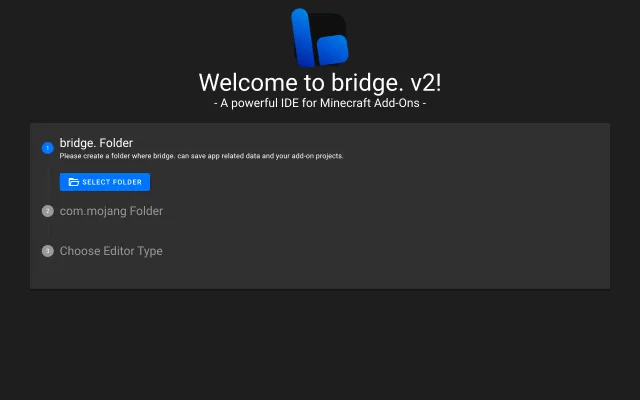 Welcome to bridge. v2!
- A powerful IDE for Minecraft Add-Ons -
1 bridge. Folder
Please create a folder where bridge. can save app related data and your add-on projects.
SELECT FOLDER
2 com.mojang Folder
3 Choose Editor Type